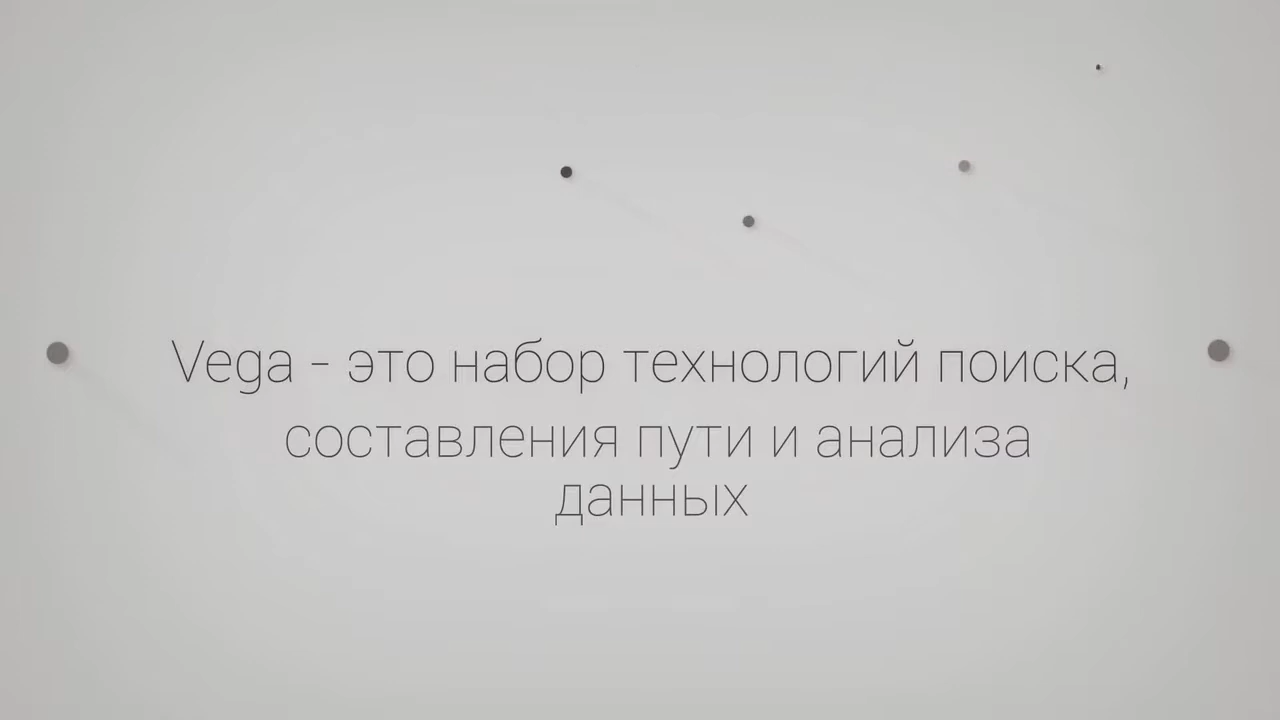 Vega - это набор технологий поиска,
составления пути и анализа
данных